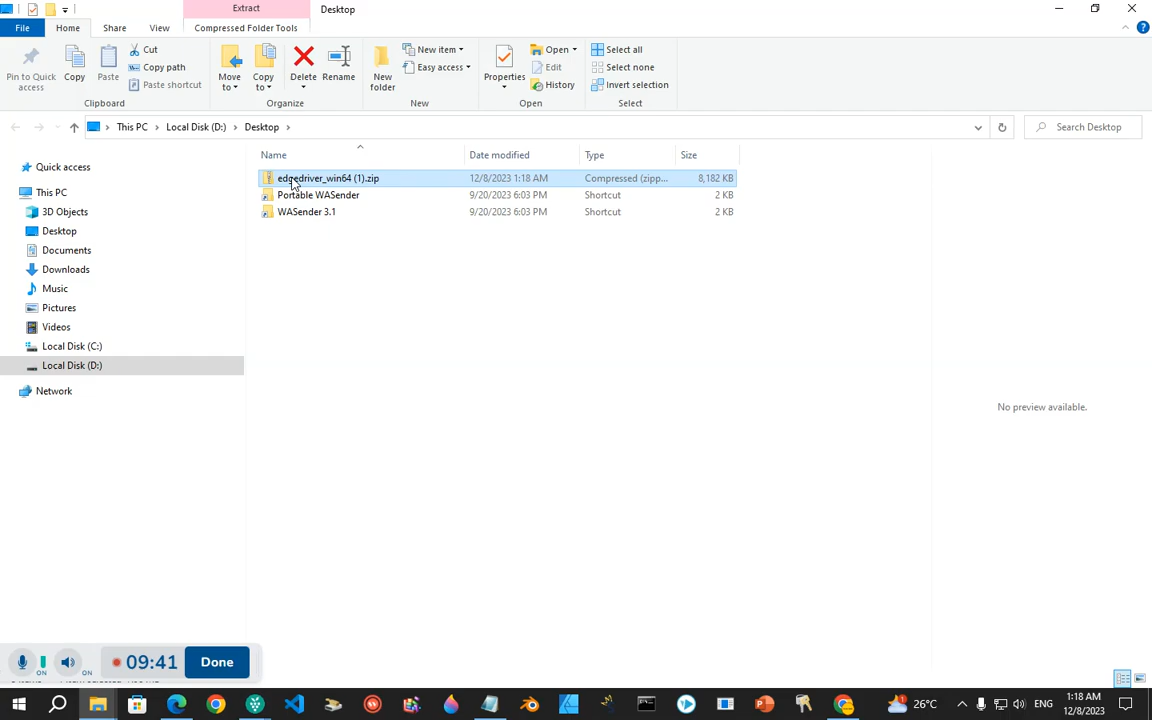 Extract
Desktop
File
Home
Share
View
Compressed Folder Tools
Pin to Quick access
Copy
Paste
Cut
Copy path
Paste shortcut
Clipboard
Move to
Copy to
Delete
Rename
Organize
New folder
New item
Easy access
New
Properties
Open
Edit
History
Open
Select all
Select none
Invert selection
Select
This PC
Local Disk (D:)
Desktop
Search Desktop
Name
Date modified
Type
Size
edgedriver_win64 (1).zip 12/8/2023 1:18 AM Compressed (zipp... 8,182 KB
Portable WASender 9/20/2023 6:03 PM Shortcut 2 KB
WASender 3.1 9/20/2023 6:03 PM Shortcut 2 KB
Quick access
This PC
3D Objects
Desktop
Documents
Downloads
Music
Pictures
Videos
Local Disk (C:)
Local Disk (D:)
Network
No preview available.
ON
ON
09:41
Done
26°C
ENG
1:18 AM
12/8/2023